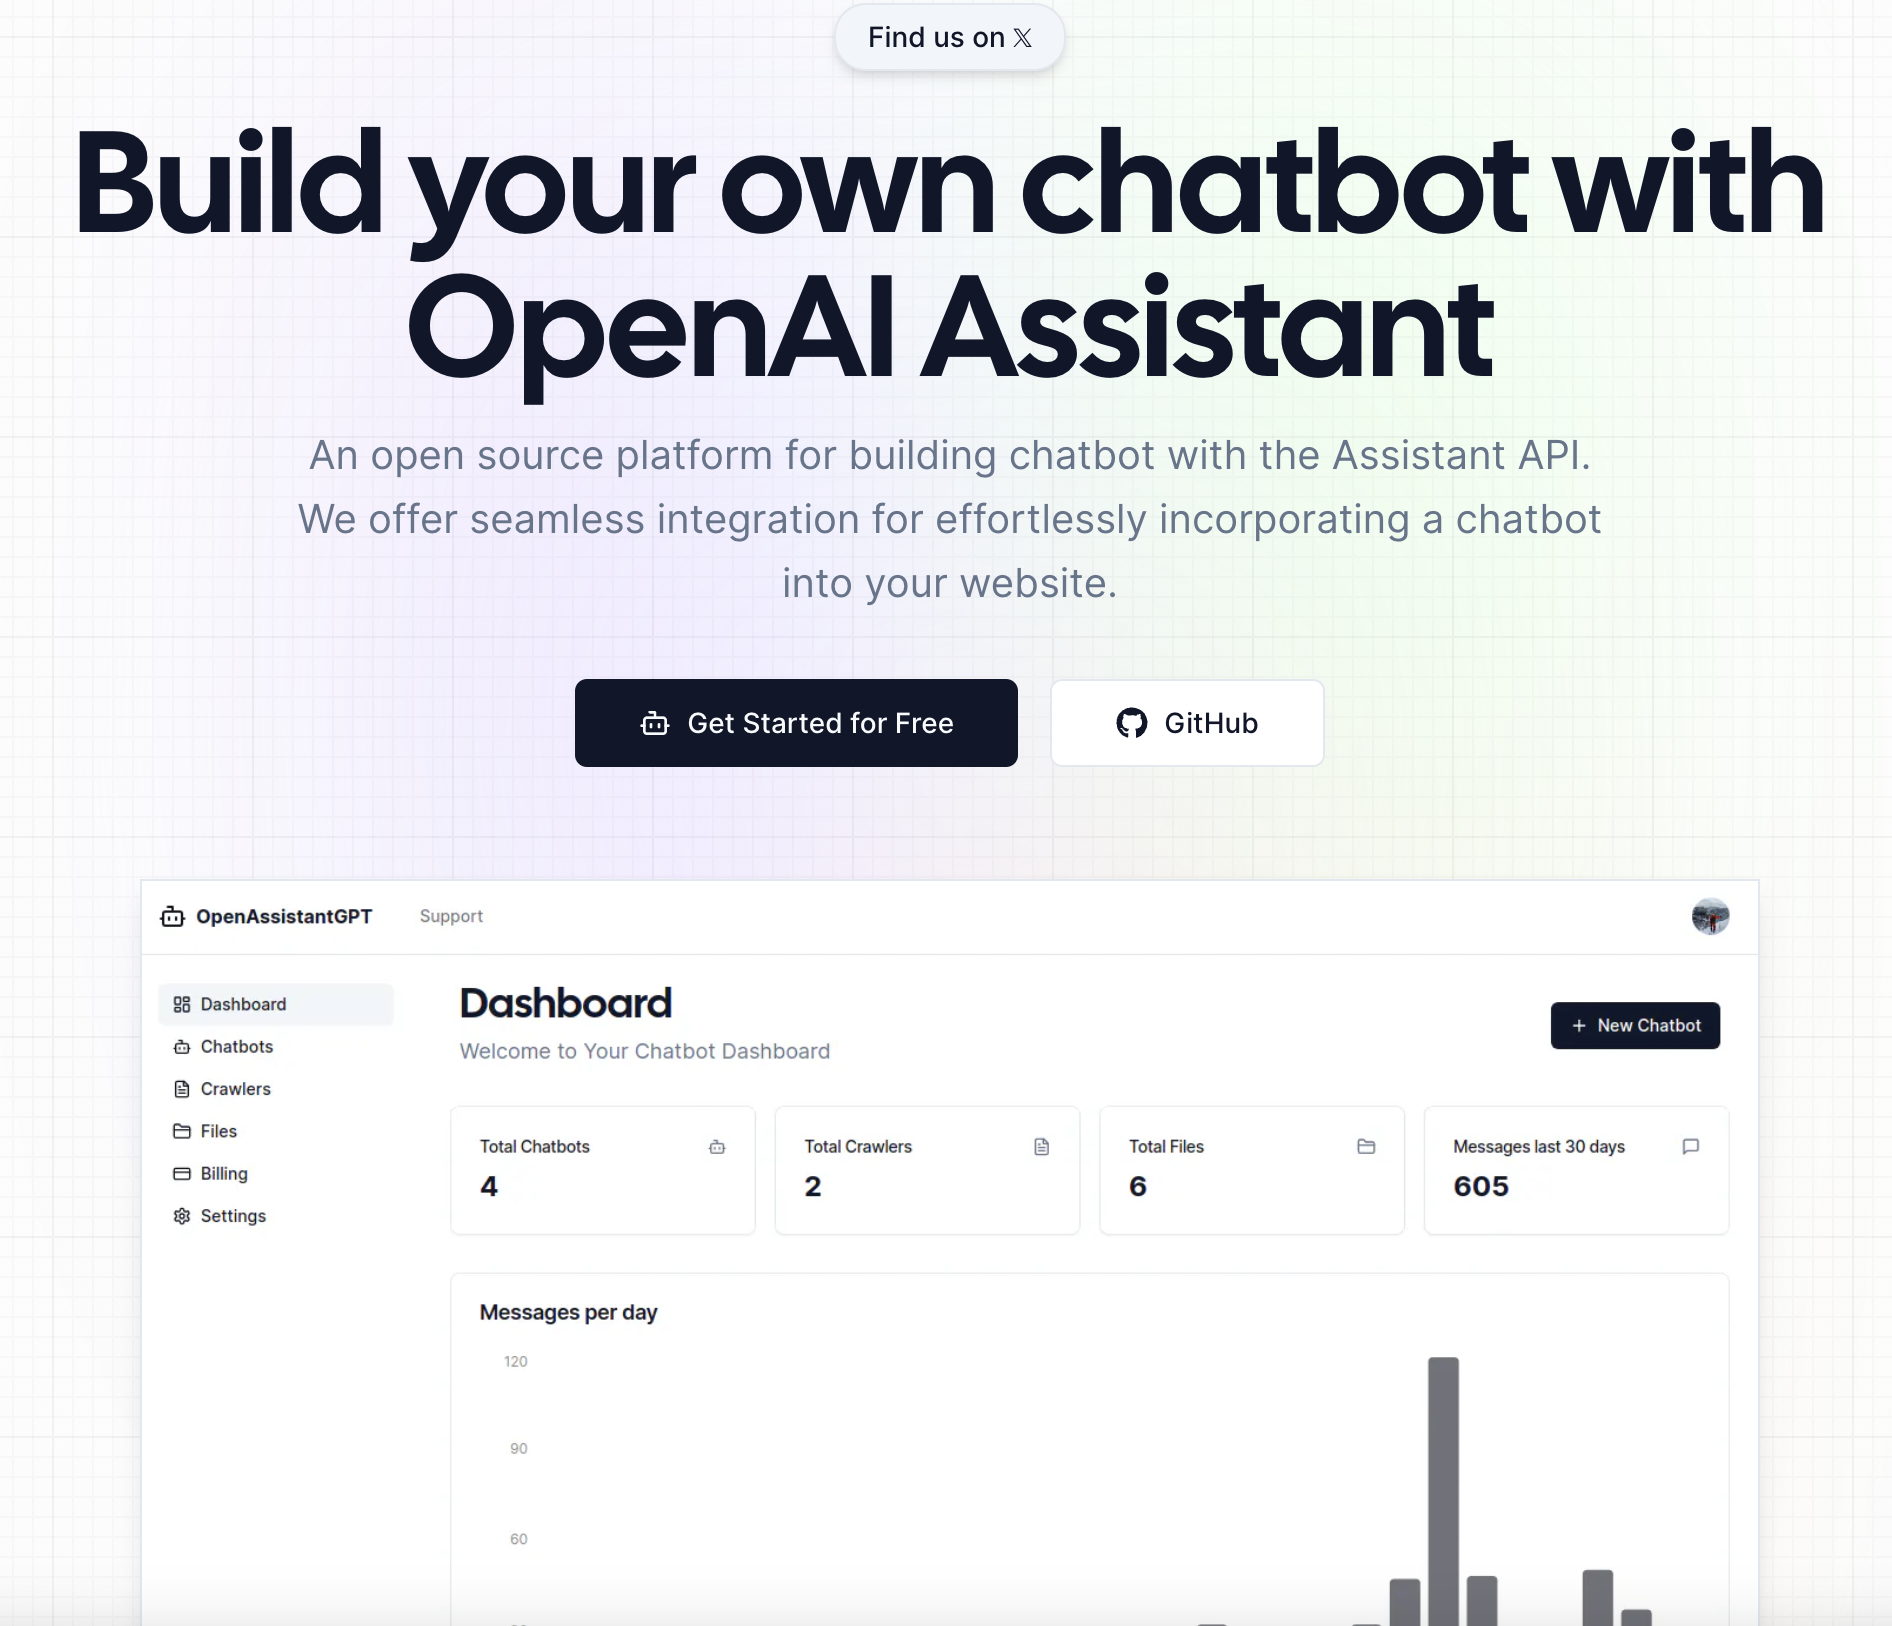 Find us on 𝕏
Build your own chatbot with
OpenAI Assistant
An open source platform for building chatbot with the Assistant API.
We offer seamless integration for effortlessly incorporating a chatbot
into your website.
Get Started for Free
GitHub
OpenAssistantGPT
Support
Dashboard
Chatbots
Crawlers
Files
Billing
Settings
Dashboard
Welcome to Your Chatbot Dashboard
+ New Chatbot
Total Chatbots
4
Total Crawlers
2
Total Files
6
Messages last 30 days
605
Messages per day
120
90
60